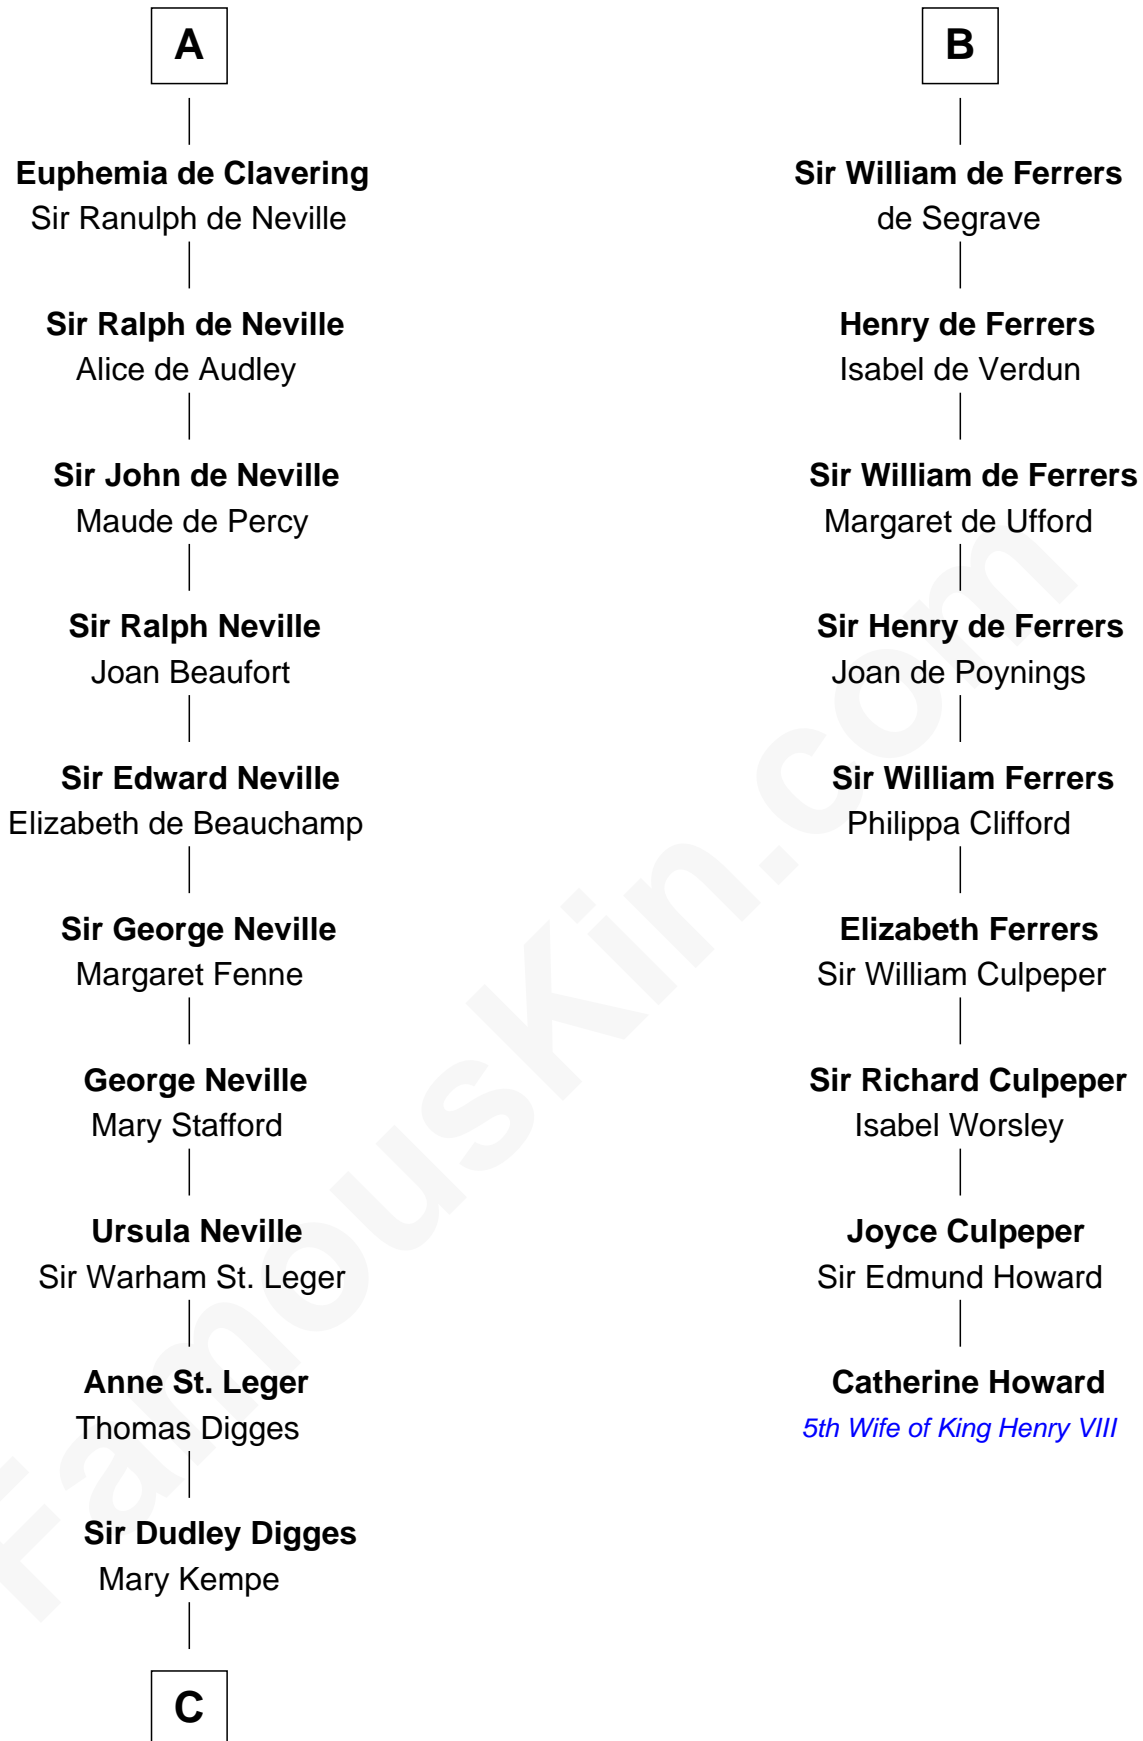 A
Euphemia de Clavering
Sir Ranulph de Neville
Sir Ralph de Neville
Alice de Audley
Sir John de Neville
Maude de Percy
Sir Ralph Neville
Joan Beaufort
Sir Edward Neville
Elizabeth de Beauchamp
Sir George Neville
Margaret Fenne
George Neville
Mary Stafford
Ursula Neville
Sir Warham St. Leger
Anne St. Leger
Thomas Digges
Sir Dudley Digges
Mary Kempe
C
B
Sir William de Ferrers
de Segrave
Henry de Ferrers
Isabel de Verdun
Sir William de Ferrers
Margaret de Ufford
Sir Henry de Ferrers
Joan de Poynings
Sir William Ferrers
Philippa Clifford
Elizabeth Ferrers
Sir William Culpeper
Sir Richard Culpeper
Isabel Worsley
Joyce Culpeper
Sir Edmund Howard
Catherine Howard
5th Wife of King Henry VIII
FamousKin.com